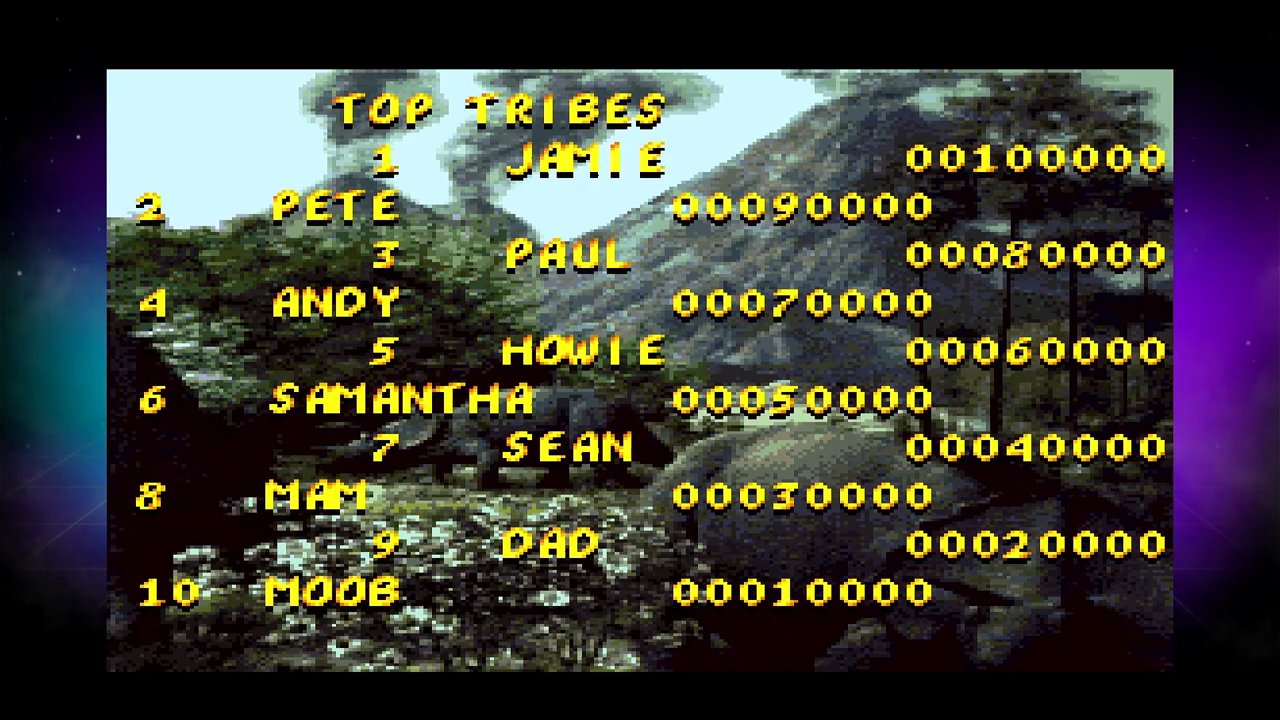 TOP TRIBES
1 JAMIE 00100000
2 PETE 00090000
3 PAUL 00080000
4 ANDY 00070000
5 HOWIE 00060000
6 SAMANTHA 00050000
7 SEAN 00040000
8 MAM 00030000
9 DAD 00020000
10 MOOB 00010000